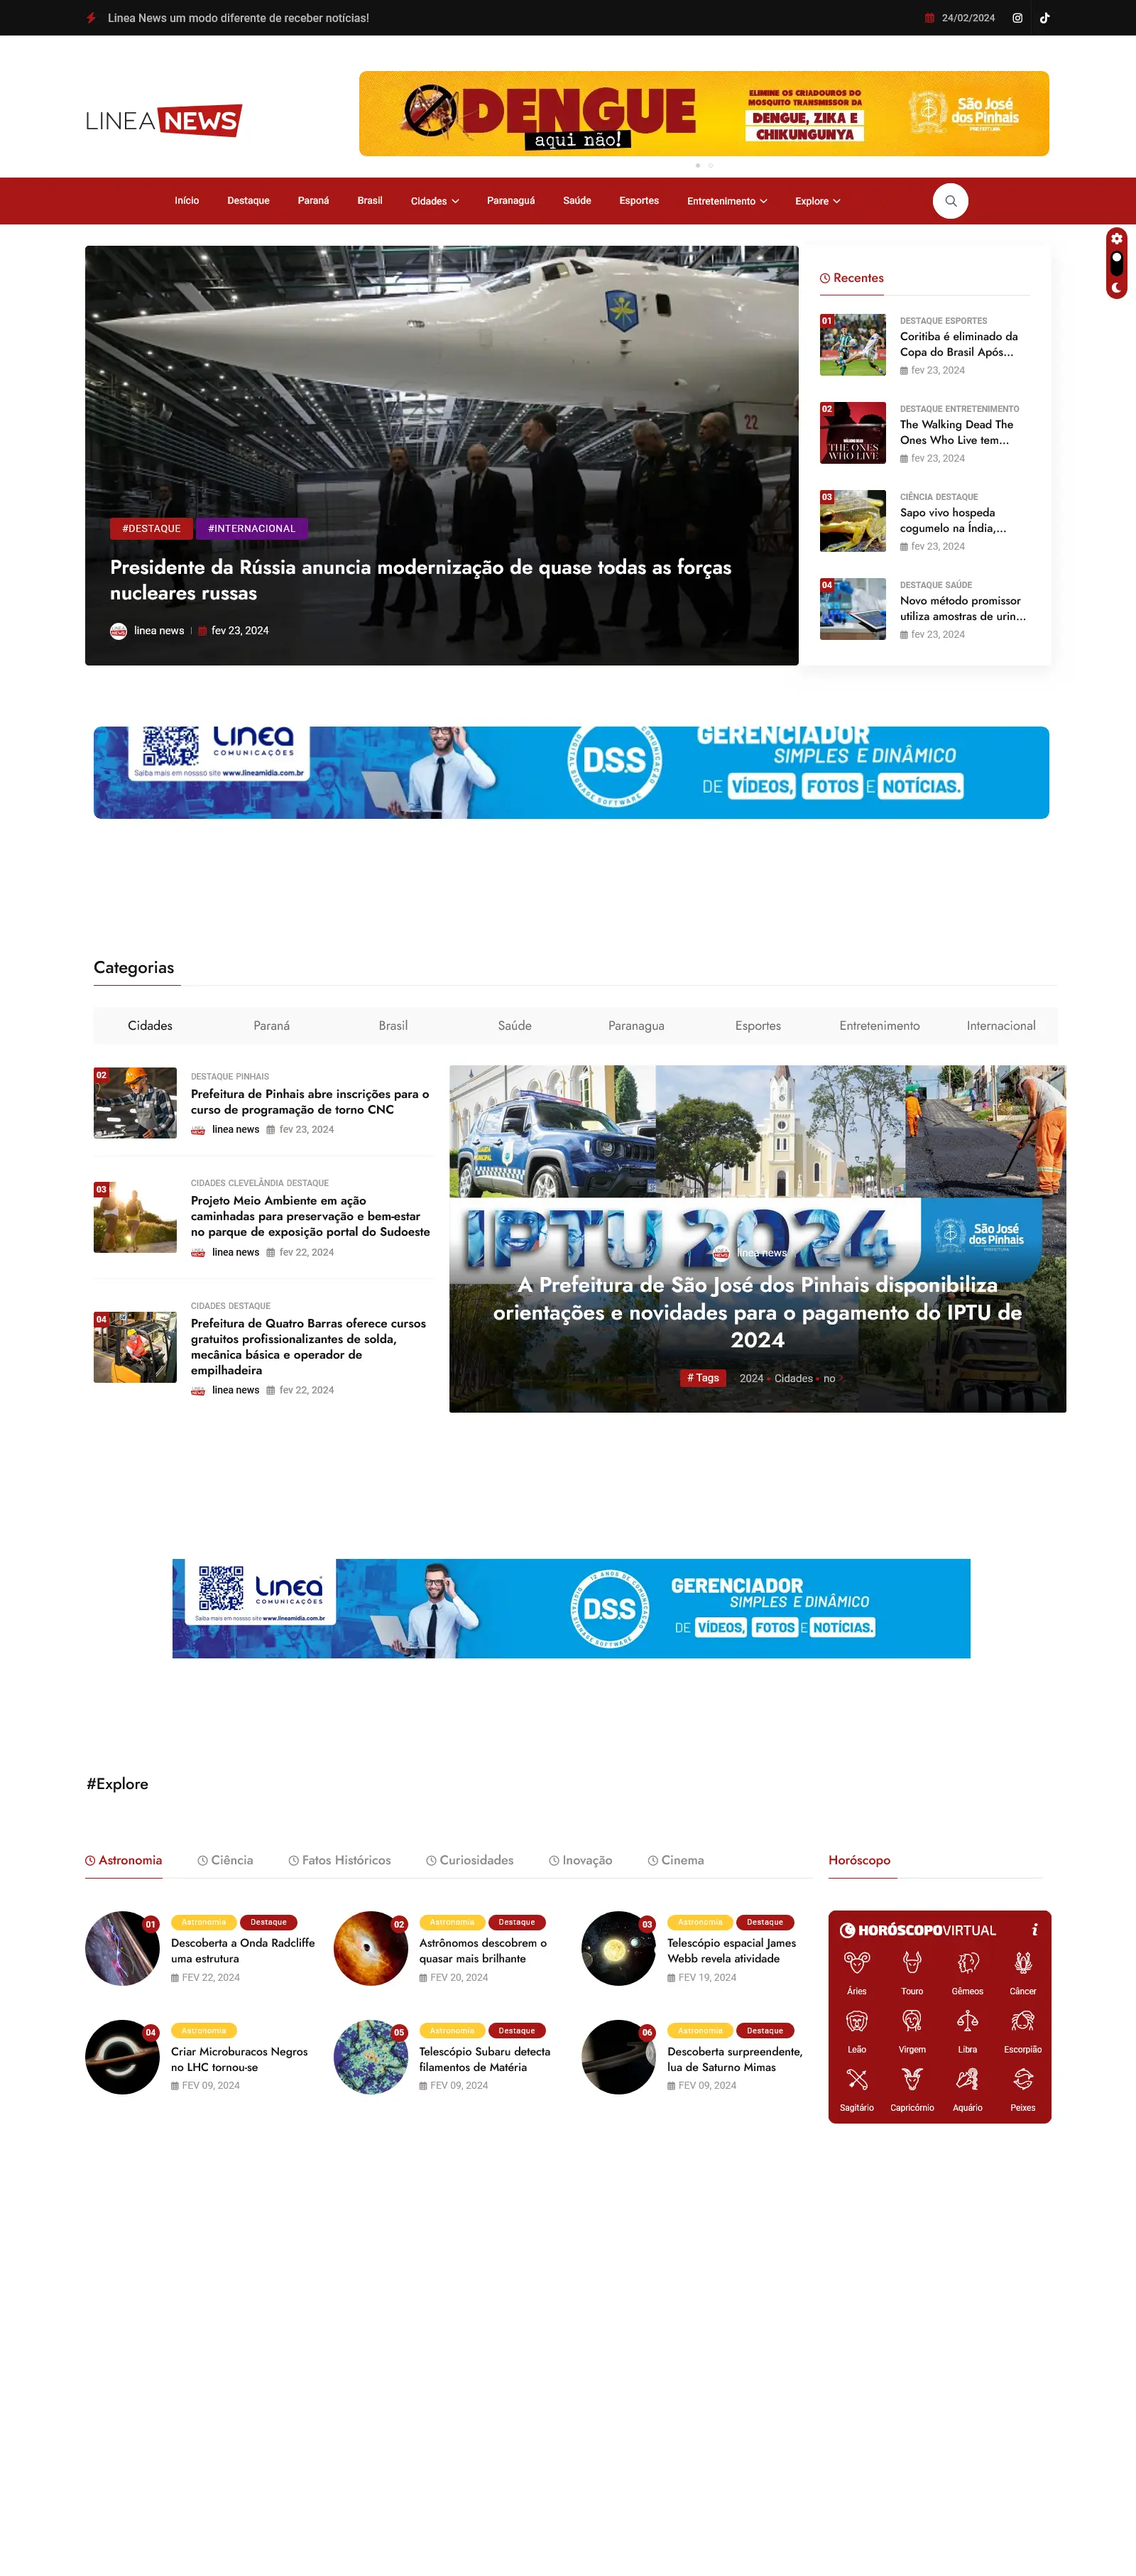 Linea News um modo diferente de receber notícias!
24/02/2024
LINEA NEWS
DENGUE
aqui não!
ELIMINE OS CRIADOUROS DO
MOSQUITO TRANSMISSOR DA
DENGUE, ZIKA E
CHIKUNGUNYA
São José
dos Pinhais
PREFEITURA
Início
Destaque
Paraná
Brasil
Cidades
Paranaguá
Saúde
Esportes
Entretenimento
Explore
22
#DESTAQUE
#INTERNACIONAL
Presidente da Rússia anuncia modernização de quase todas as forças
nucleares russas
linea news
fev 23, 2024
Recentes
01
DESTAQUE ESPORTES
Coritiba é eliminado da
Copa do Brasil Após...
fev 23, 2024
02
THE ONES
WHO LIVE
DESTAQUE ENTRETENIMENTO
The Walking Dead The
Ones Who Live tem...
fev 23, 2024
03
CIÊNCIA DESTAQUE
Sapo vivo hospeda
cogumelo na Índia,...
fev 23, 2024
04
DESTAQUE SAÚDE
Novo método promissor
utiliza amostras de urin...
fev 23, 2024
Linea
COMUNICAÇÕES
Saiba mais em nossso site www.lineamidia.com.br
D.S.S
DIGITAL SIGNAGE SOFTWARE
GERENCIADOR
SIMPLES E DINÂMICO
DE VÍDEOS, FOTOS E NOTÍCIAS.
Categorias
Cidades
Paraná
Brasil
Saúde
Paranagua
Esportes
Entretenimento
Internacional
02
DESTAQUE PINHAIS
Prefeitura de Pinhais abre inscrições para o
curso de programação de torno CNC
linea news
fev 23, 2024
03
CIDADES CLEVELÂNDIA DESTAQUE
Projeto Meio Ambiente em ação
caminhadas para preservação e bem-estar
no parque de exposição portal do Sudoeste
linea news
fev 22, 2024
04
CIDADES DESTAQUE
Prefeitura de Quatro Barras oferece cursos
gratuitos profissionalizantes de solda,
mecânica básica e operador de
empilhadeira
linea news
fev 22, 2024
IPTU 2024
São José
dos Pinhais
PREFEITURA
linea news
A Prefeitura de São José dos Pinhais disponibiliza
orientações e novidades para o pagamento do IPTU de
2024
# Tags
2024
Cidades
no
Linea
COMUNICAÇÕES
Saiba mais em nossso site www.lineamidia.com.br
12 ANOS DE COMUNICAÇÃO
D.S.S
DIGITAL SIGNAGE SOFTWARE
GERENCIADOR
SIMPLES E DINÂMICO
DE VÍDEOS, FOTOS E NOTÍCIAS.
#Explore
Astronomia
Ciência
Fatos Históricos
Curiosidades
Inovação
Cinema
Horóscopo
01
Astronomia
Destaque
Descoberta a Onda Radcliffe
uma estrutura
FEV 22, 2024
02
Astronomia
Destaque
Astrônomos descobrem o
quasar mais brilhante
FEV 20, 2024
03
Astronomia
Destaque
Telescópio espacial James
Webb revela atividade
FEV 19, 2024
04
Astronomia
Criar Microburacos Negros
no LHC tornou-se
FEV 09, 2024
05
Astronomia
Destaque
Telescópio Subaru detecta
filamentos de Matéria
FEV 09, 2024
06
Astronomia
Destaque
Descoberta surpreendente,
lua de Saturno Mimas
FEV 09, 2024
HORÓSCOPOVIRTUAL
i
Áries
Touro
Gêmeos
Câncer
Leão
Virgem
Libra
Escorpião
Sagitário
Capricórnio
Aquário
Peixes